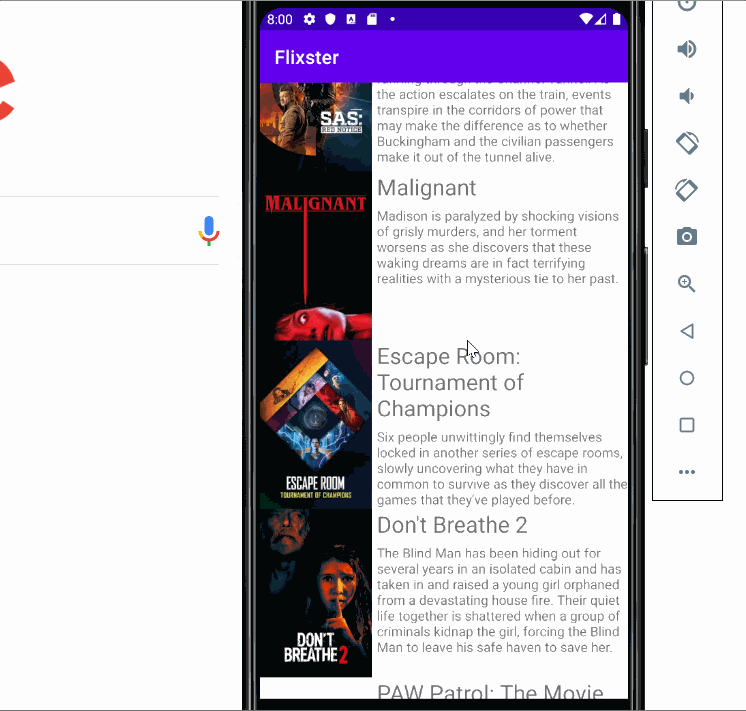 8:00
Flixster
running through the channel tunnel. As
the action escalates on the train, events
transpire in the corridors of power that
may make the difference as to whether
Buckingham and the civilian passengers
make it out of the tunnel alive.
SAS:
RED NOTICE
Malignant
Madison is paralyzed by shocking visions
of grisly murders, and her torment
worsens as she discovers that these
waking dreams are in fact terrifying
realities with a mysterious tie to her past.
MALIGNANT
Escape Room:
Tournament of
Champions
Six people unwittingly find themselves
locked in another series of escape rooms,
slowly uncovering what they have in
common to survive as they discover all the
games that they've played before.
ESCAPE ROOM
TOURNAMENT OF CHAMPIONS
Don't Breathe 2
The Blind Man has been hiding out for
several years in an isolated cabin and has
taken in and raised a young girl orphaned
from a devastating house fire. Their quiet
life together is shattered when a group of
criminals kidnap the girl, forcing the Blind
Man to leave his safe haven to save her.
DON'T
BREATHE 2
PAW Patrol: The Movie